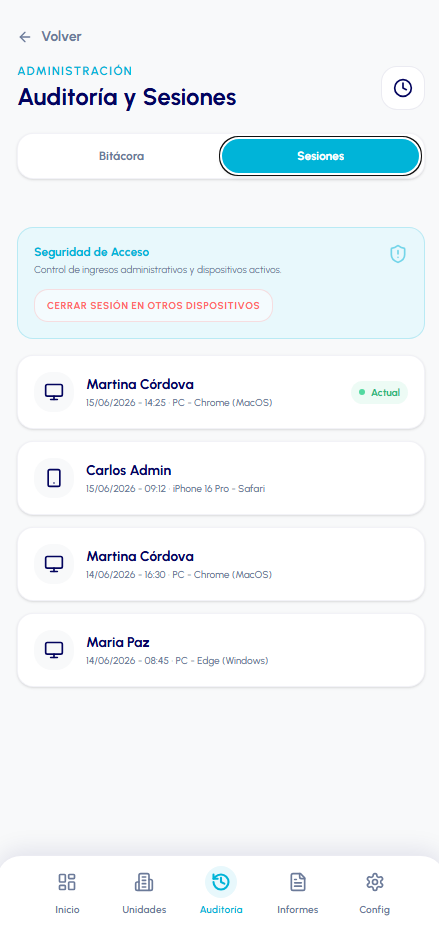 Volver
ADMINISTRACIÓN
Auditoría y Sesiones
Bitácora
Sesiones
Seguridad de Acceso
Control de ingresos administrativos y dispositivos activos.
CERRAR SESIÓN EN OTROS DISPOSITIVOS
Martina Córdova
15/06/2026 - 14:25 · PC - Chrome (MacOS)
Actual
Carlos Admin
15/06/2026 - 09:12 · iPhone 16 Pro - Safari
Martina Córdova
14/06/2026 - 16:30 · PC - Chrome (MacOS)
Maria Paz
14/06/2026 - 08:45 · PC - Edge (Windows)
Inicio
Unidades
Auditoría
Informes
Config